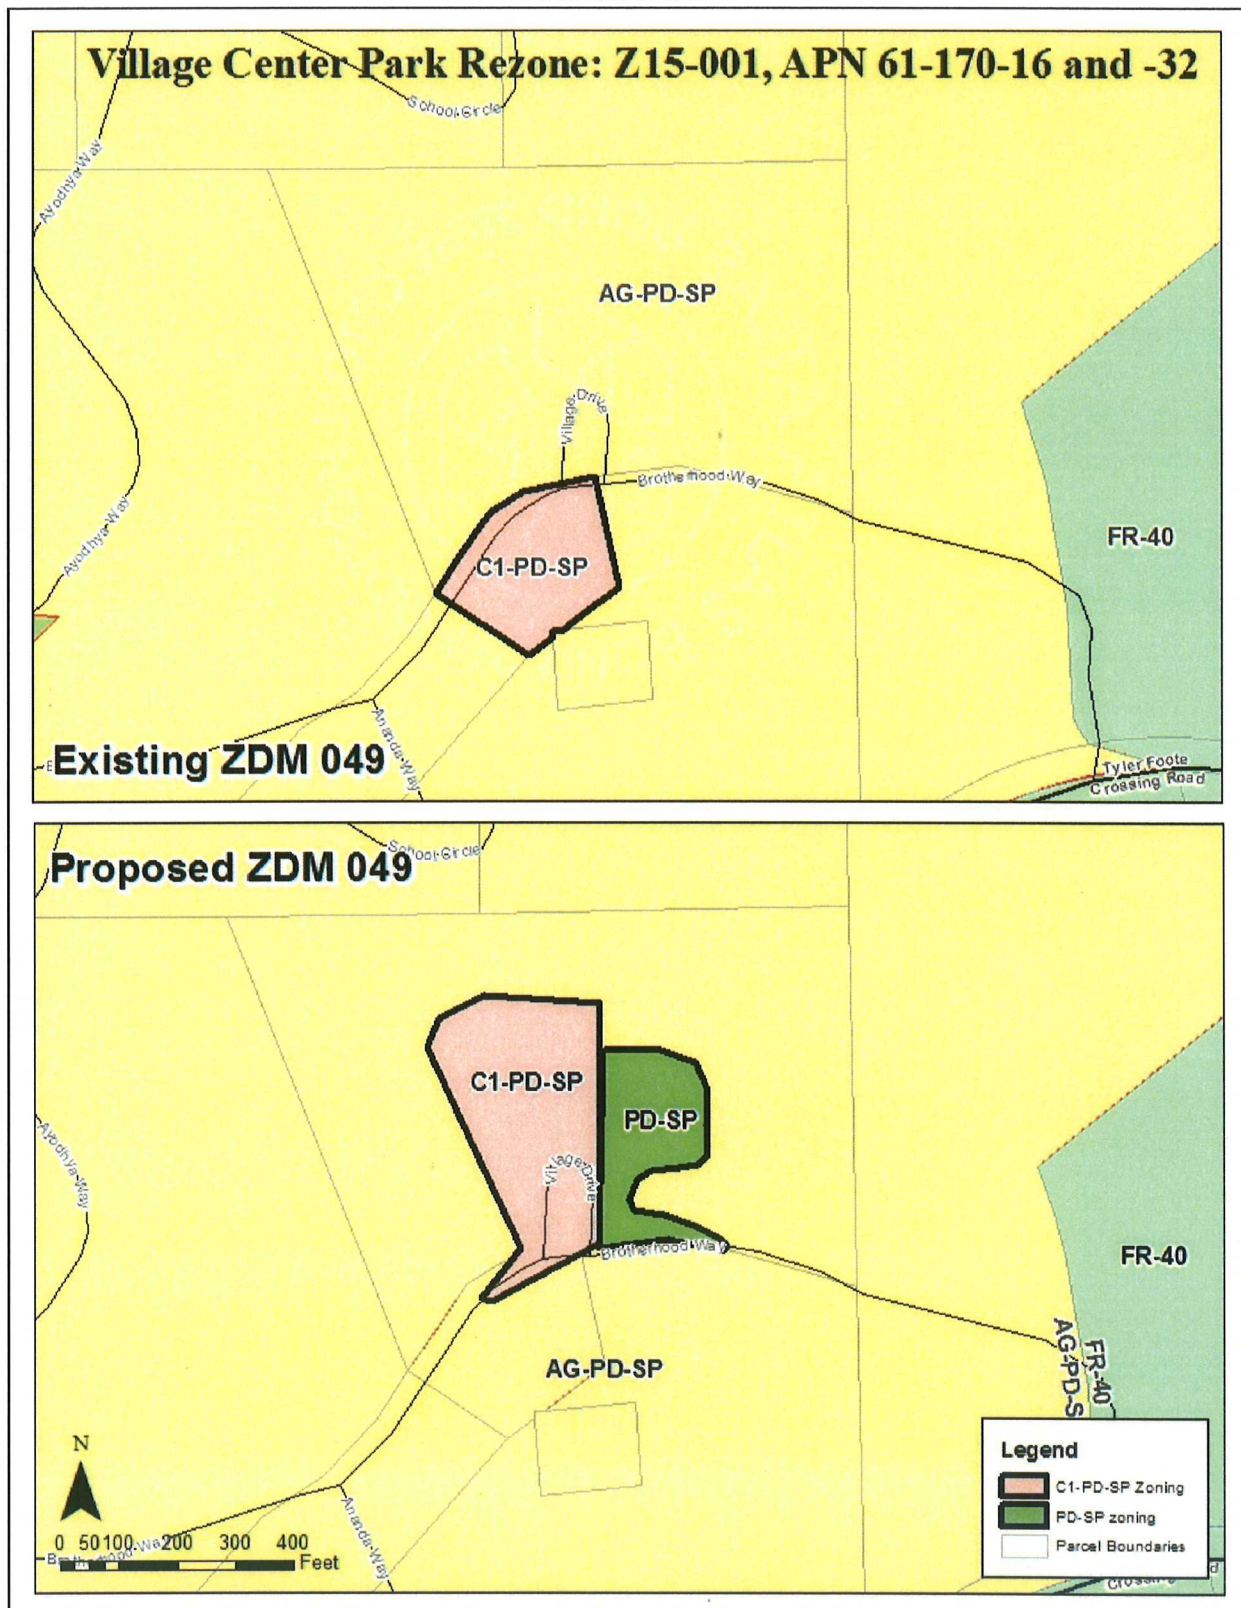 Village Center Park Rezone: Z15-001, APN 61-170-16 and -32
School Circle
Ayodhya Way
AG-PD-SP
Village Drive
Brotherhood Way
Ayodhya Way
C1-PD-SP
FR-40
Ananda Way
Existing ZDM 049
Tyler Foote
Crossing Road
Proposed ZDM 049
School Circle
C1-PD-SP
PD-SP
Ayodhya Way
Village Drive
Brotherhood Way
FR-40
AG-PD-SP
FR-40
AG-PD-S
N
0 50 100 200 300 400
Feet
Brotherhood Wa
Ananda Way
Legend
C1-PD-SP Zoning
PD-SP zoning
Parcel Boundaries